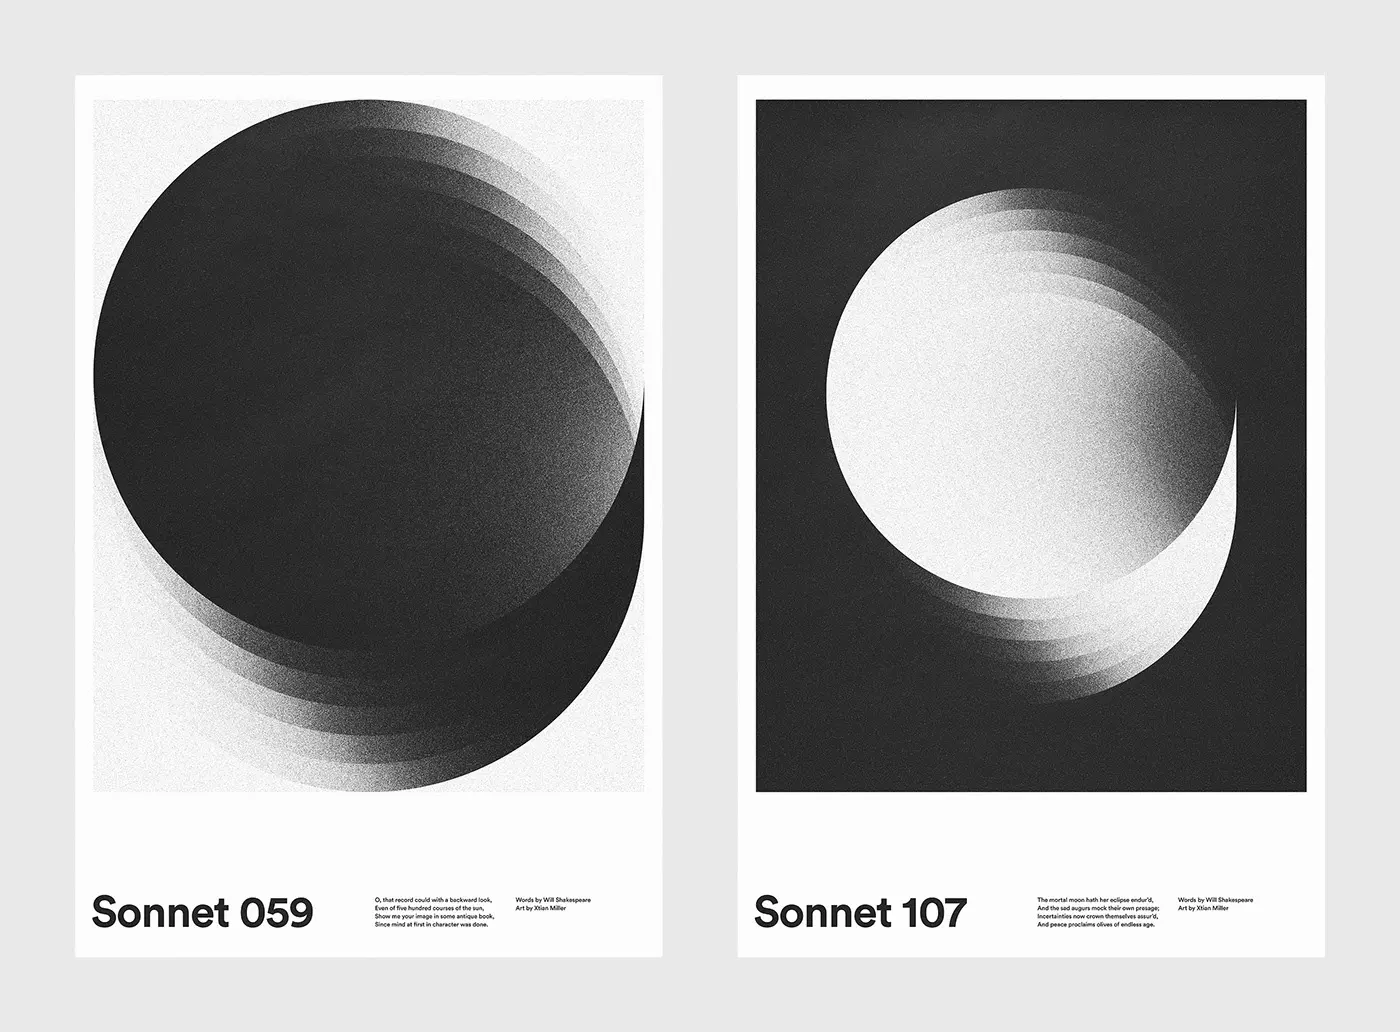 Sonnet 059
O, that record could with a backward look,
Even of five hundred courses of the sun,
Show me your image in some antique book,
Since mind at first in character was done.
Words by Will Shakespeare
Art by Xtian Miller
Sonnet 107
The mortal moon hath her eclipse endur'd,
And the sad augurs mock their own presage;
Incertainties now crown themselves assur'd,
And peace proclaims olives of endless age.
Words by Will Shakespeare
Art by Xtian Miller